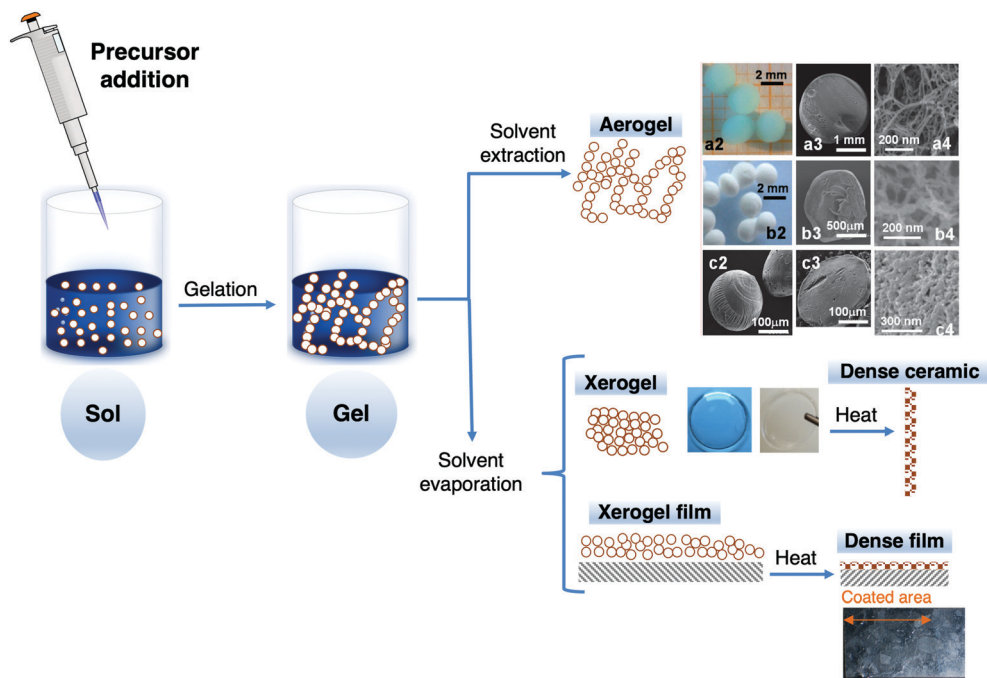 Precursor
addition
Sol
Gelation
Gel
Solvent
extraction
Aerogel
2 mm
a2
a3
1 mm
200 nm
a4
2 mm
b2
b3
500μm
200 nm
b4
c2
100μm
c3
100μm
300 nm
c4
Solvent
evaporation
Xerogel
Heat
Dense ceramic
Xerogel film
Heat
Dense film
Coated area